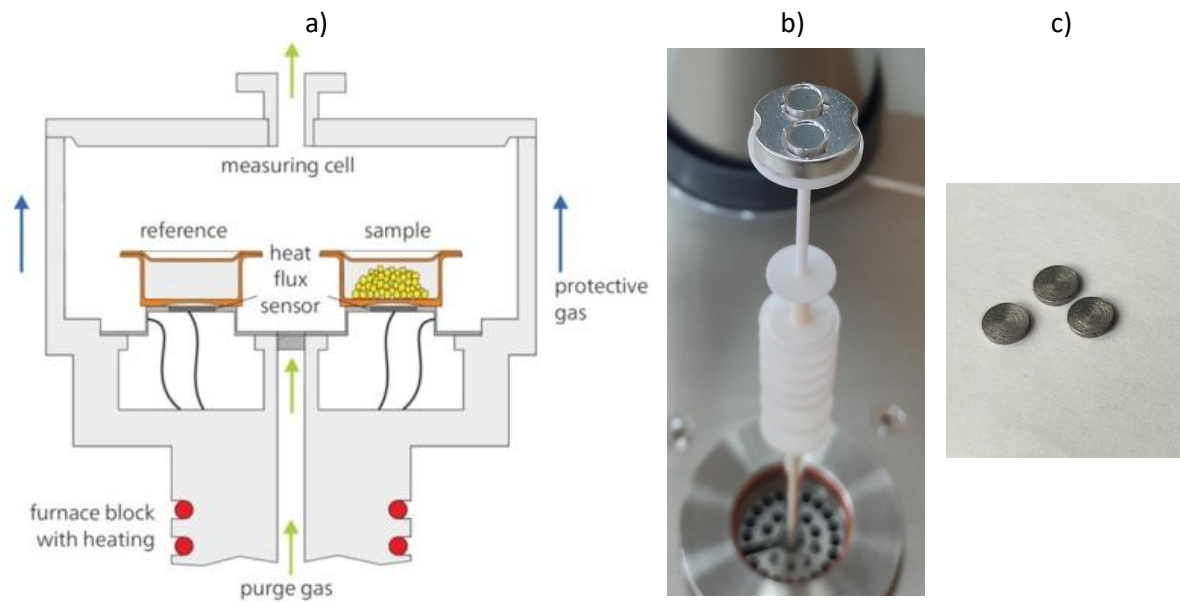 a)
b)
c)
measuring cell
reference
sample
heat
flux
sensor
protective
gas
furnace block
with heating
purge gas